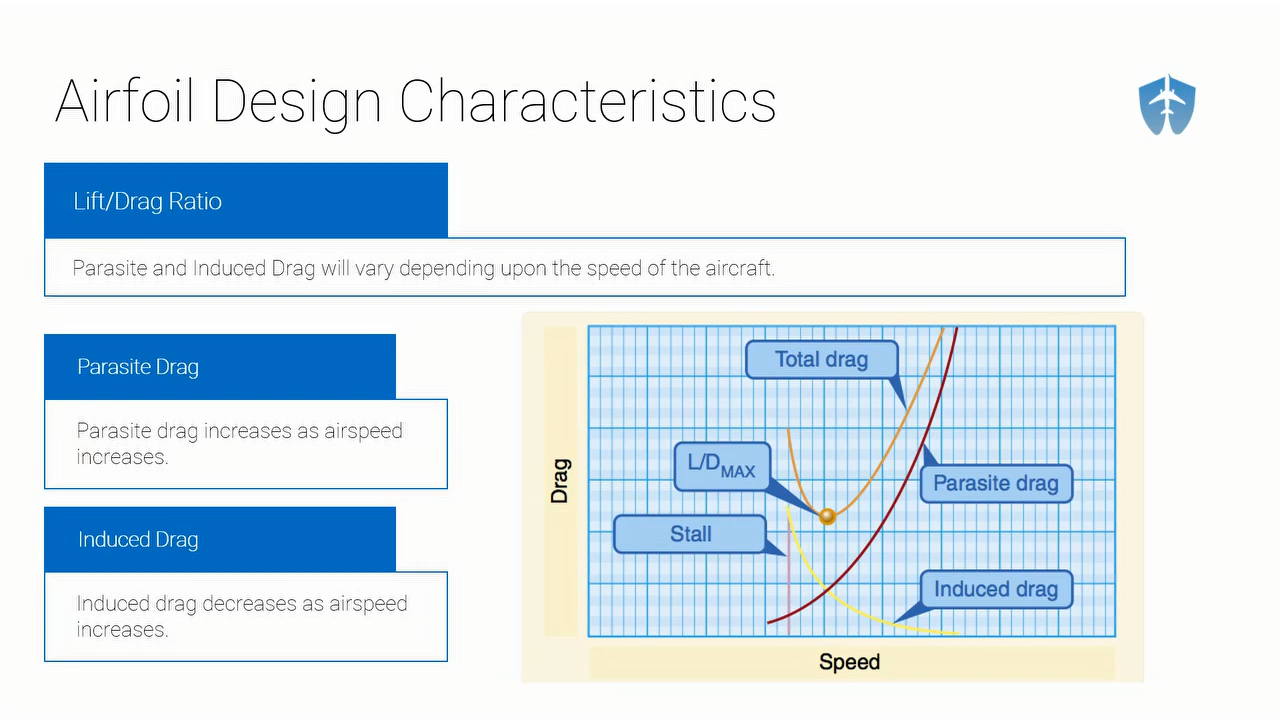 Airfoil Design Characteristics
Lift/Drag Ratio
Parasite and Induced Drag will vary depending upon the speed of the aircraft.
Parasite Drag
Parasite drag increases as airspeed
increases.
Induced Drag
Induced drag decreases as airspeed
increases.
Total drag
L/DMAX
Parasite drag
Stall
Induced drag
Drag
Speed